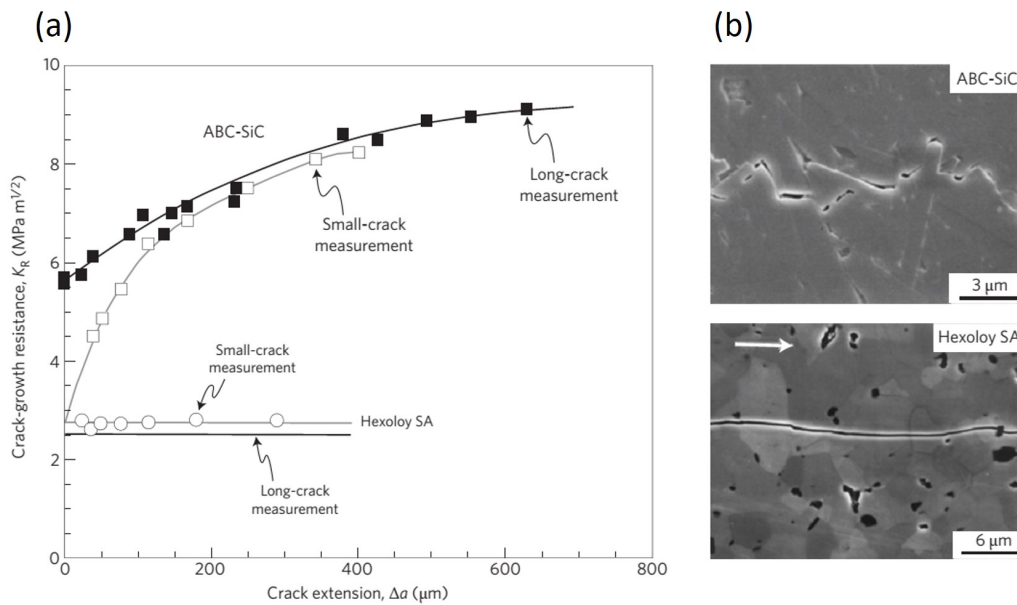 (a)
(b)
10
8
6
4
2
0
0
200
400
600
800
Crack-growth resistance, K_R (MPa m^1/2)
Crack extension, Δa (μm)
ABC-SiC
Long-crack
measurement
Small-crack
measurement
Small-crack
measurement
Hexoloy SA
Long-crack
measurement
ABC-SiC
3 μm
Hexoloy SA
6 μm